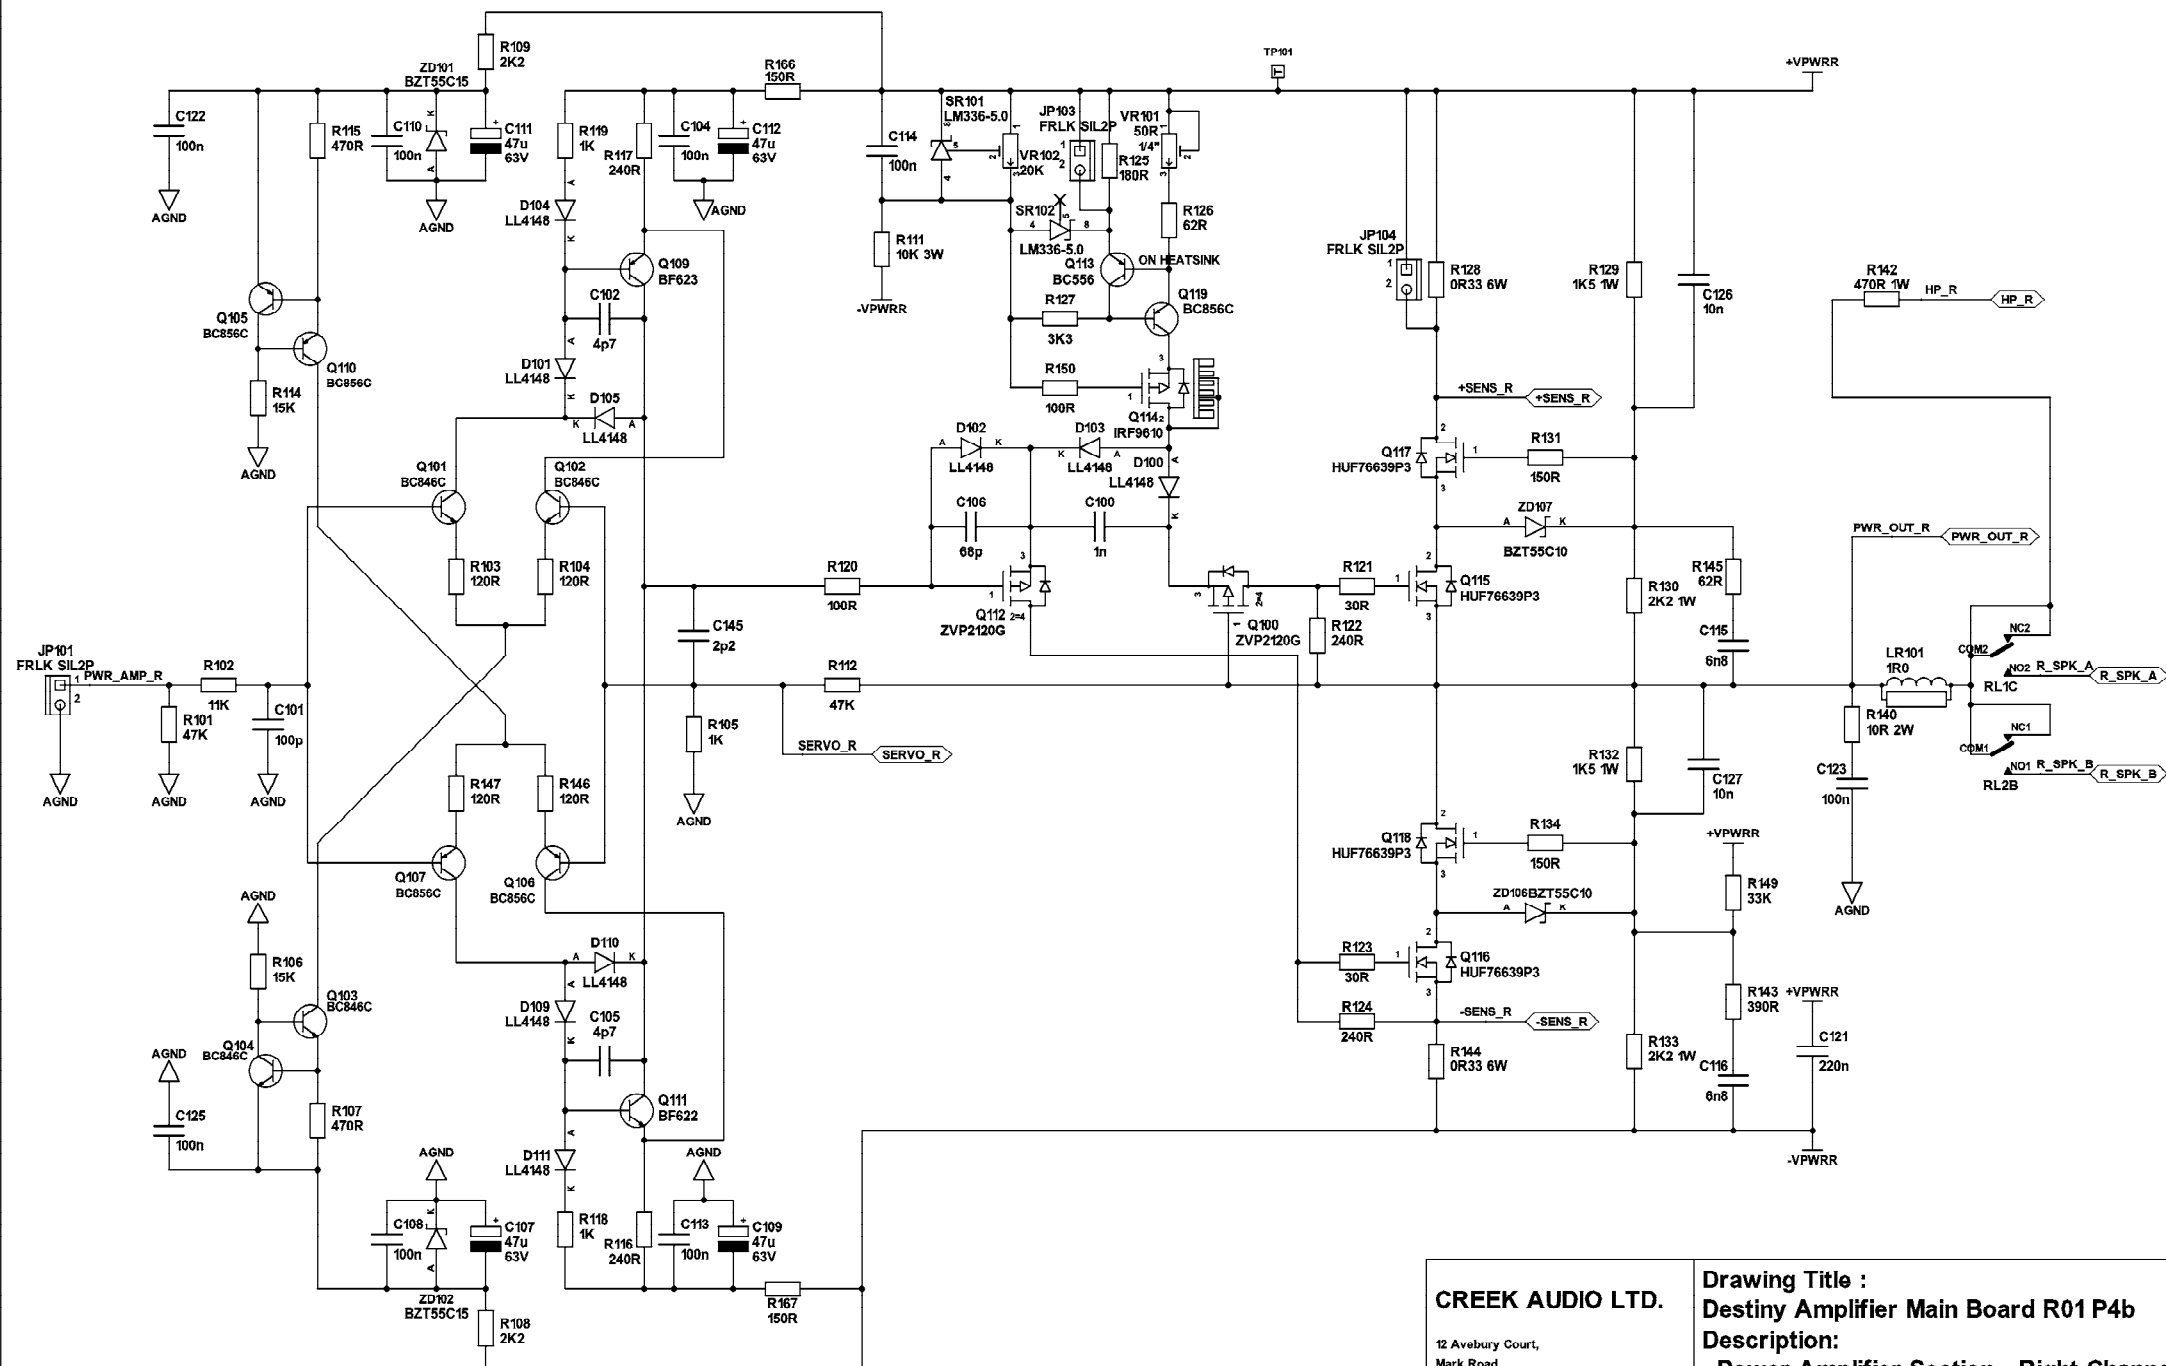 R109
2K2
ZD101
BZT55C15
C122
100n
AGND
R115
470R
C110
100n
C111
47u
63V
AGND
R166
150R
R119
1K
R117
240R
C104
100n
C112
47u
63V
AGND
D104
LL4148
Q109
BF623
C102
4p7
D101
LL4148
D105
LL4148
Q105
BC856C
Q110
BC856C
R114
15K
AGND
TP101
T
+VPWRR
C114
100n
SR101
LM336-5.0
VR102
20K
JP103
FRLK SIL2P
R125
180R
VR101
50R
1/4"
R126
62R
R111
10K 3W
-VPWRR
SR102
LM336-5.0
Q113
BC556
ON HEATSINK
Q119
BC856C
R127
3K3
R150
100R
Q114
IRF9610
JP104
FRLK SIL2P
R128
0R33 6W
R129
1K5 1W
C126
10n
R142
470R 1W
HP_R
HP_R
+SENS_R
+SENS_R
Q117
HUF76639P3
R131
150R
Q101
BC846C
Q102
BC846C
R103
120R
R104
120R
D102
LL4148
D103
LL4148
D100
LL4148
C106
68p
C100
1n
ZD107
BZT55C10
R120
100R
Q112
2=4
ZVP2120G
Q100
ZVP2120G
2=4
R121
30R
R122
240R
Q115
HUF76639P3
R130
2K2 1W
R145
62R
C115
6n8
PWR_OUT_R
PWR_OUT_R
JP101
FRLK SIL2P
PWR_AMP_R
AGND
R102
11K
R101
47K
AGND
C101
100p
AGND
C145
2p2
R112
47K
R105
1K
AGND
SERVO_R
SERVO_R
R147
120R
R146
120R
Q107
BC856C
Q106
BC856C
R132
1K5 1W
C127
10n
LR101
1R0
R140
10R 2W
C123
100n
AGND
COM2
NC2
NO2
R_SPK_A
R_SPK_A
RL1C
COM1
NC1
NO1
R_SPK_B
R_SPK_B
RL2B
Q118
HUF76639P3
R134
150R
+VPWRR
R149
33K
ZD106BZT55C10
AGND
R106
15K
Q103
BC846C
Q104
BC846C
AGND
C125
100n
R107
470R
D110
LL4148
D109
LL4148
C105
4p7
Q111
BF622
D111
LL4148
R123
30R
R124
240R
Q116
HUF76639P3
-SENS_R
-SENS_R
R144
0R33 6W
R133
2K2 1W
R143
390R
C116
6n8
+VPWRR
C121
220n
-VPWRR
AGND
C108
100n
C107
47u
63V
ZD102
BZT55C15
R108
2K2
R118
1K
R116
240R
AGND
C113
100n
C109
47u
63V
R167
150R
CREEK AUDIO LTD.
12 Avebury Court,
Mark Road
Drawing Title :
Destiny Amplifier Main Board R01 P4b
Description: